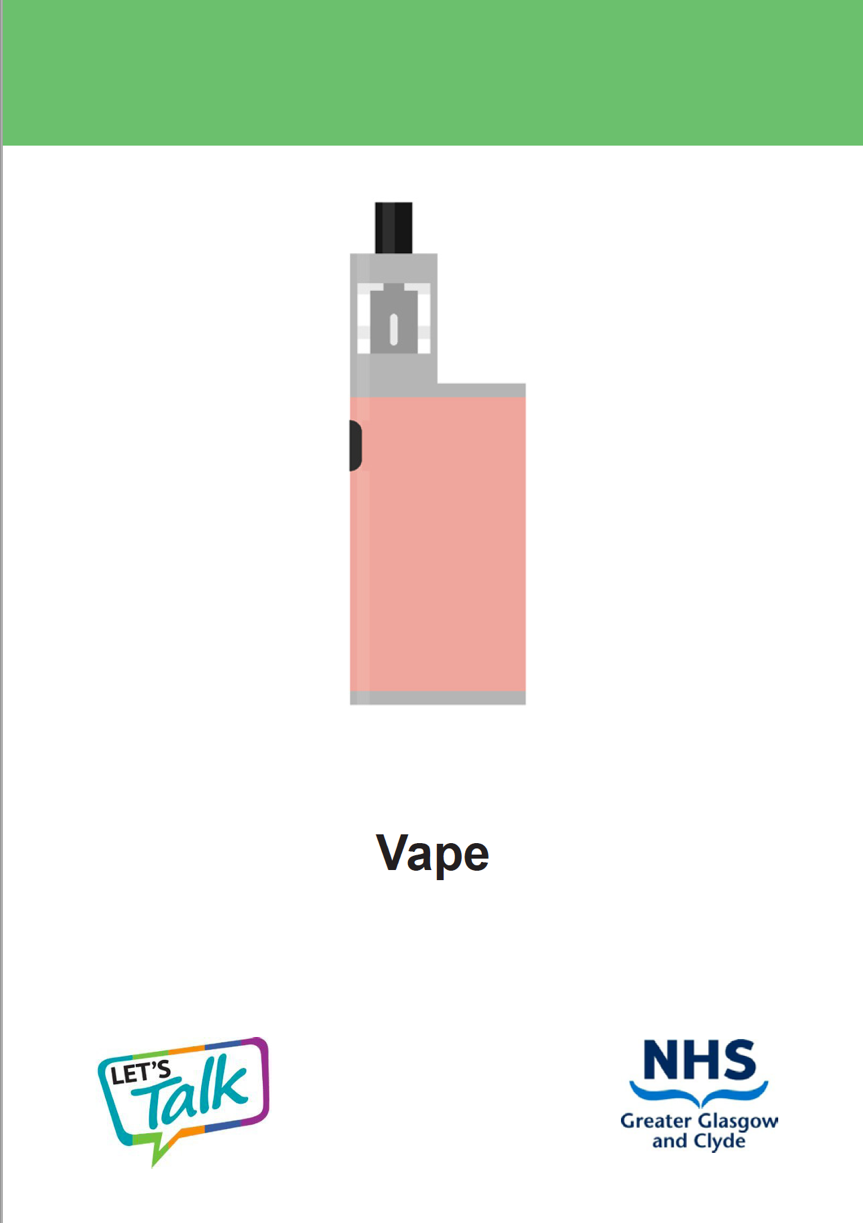 Vape
LET'S
Talk
NHS
Greater Glasgow
and Clyde